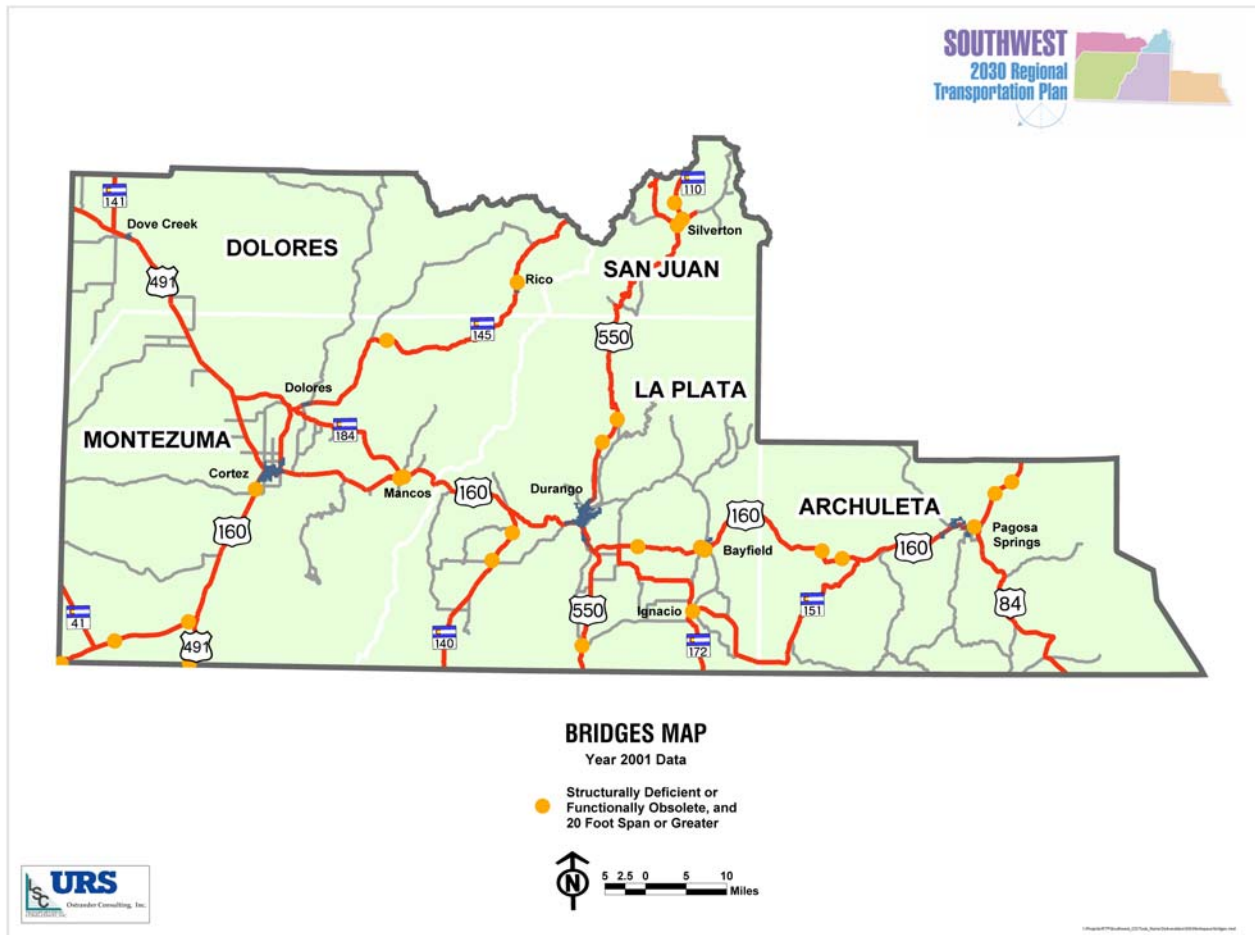 SOUTHWEST
2030 Regional
Transportation Plan
110
141
Dove Creek
Silverton
DOLORES
SAN JUAN
491
Rico
145
550
Dolores
LA PLATA
184
MONTEZUMA
Cortez
Mancos
160
Durango
160
ARCHULETA
160
Bayfield
160
Pagosa
Springs
41
491
140
550
Ignacio
172
151
84
BRIDGES MAP
Year 2001 Data
Structurally Deficient or
Functionally Obsolete, and
20 Foot Span or Greater
N
5 2.5 0 5 10
Miles
LSC
URS
Ostrander Consulting, Inc.